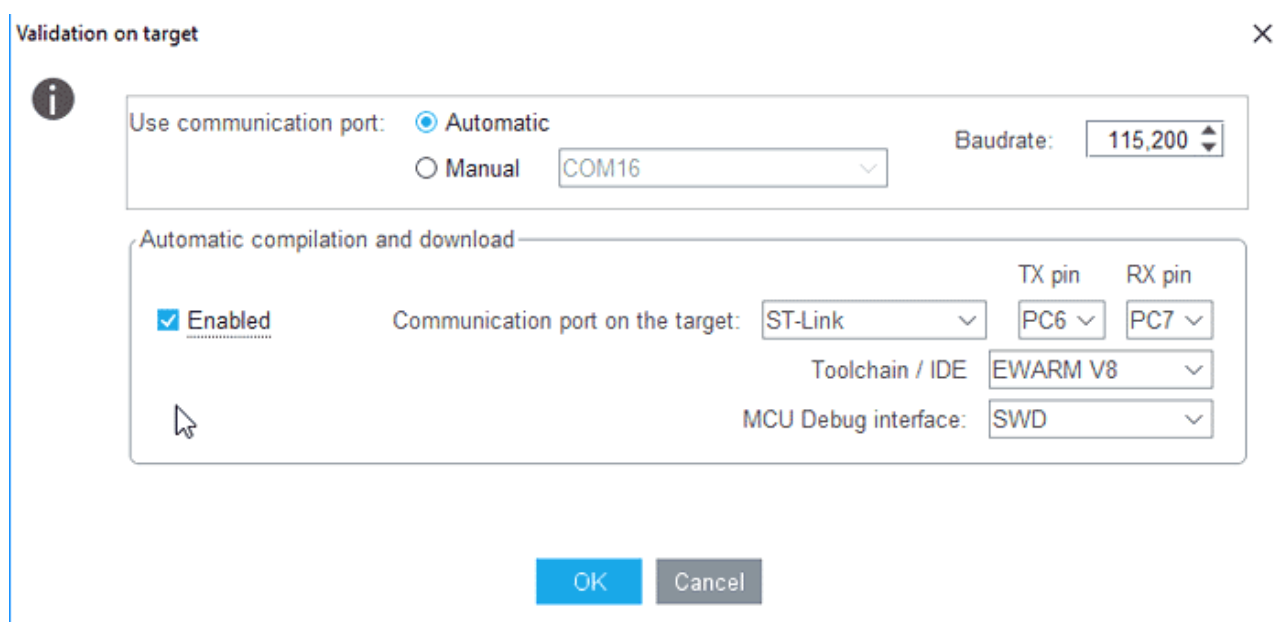 Validation on target
Use communication port: Automatic
Baudrate: 115,200
Manual COM16
Automatic compilation and download
TX pin RX pin
Enabled Communication port on the target: ST-Link PC6 PC7
Toolchain / IDE EWARM V8
MCU Debug interface: SWD
OK Cancel